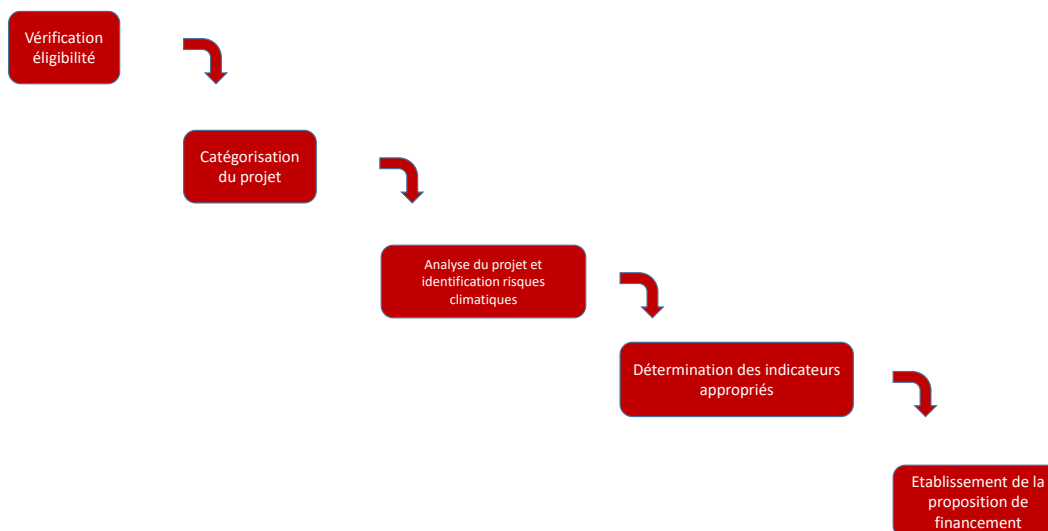 Vérification
éligibilité
Catégorisation
du projet
Analyse du projet et
identification risques
climatiques
Détermination des indicateurs
appropriés
Etablissement de la
proposition de
financement